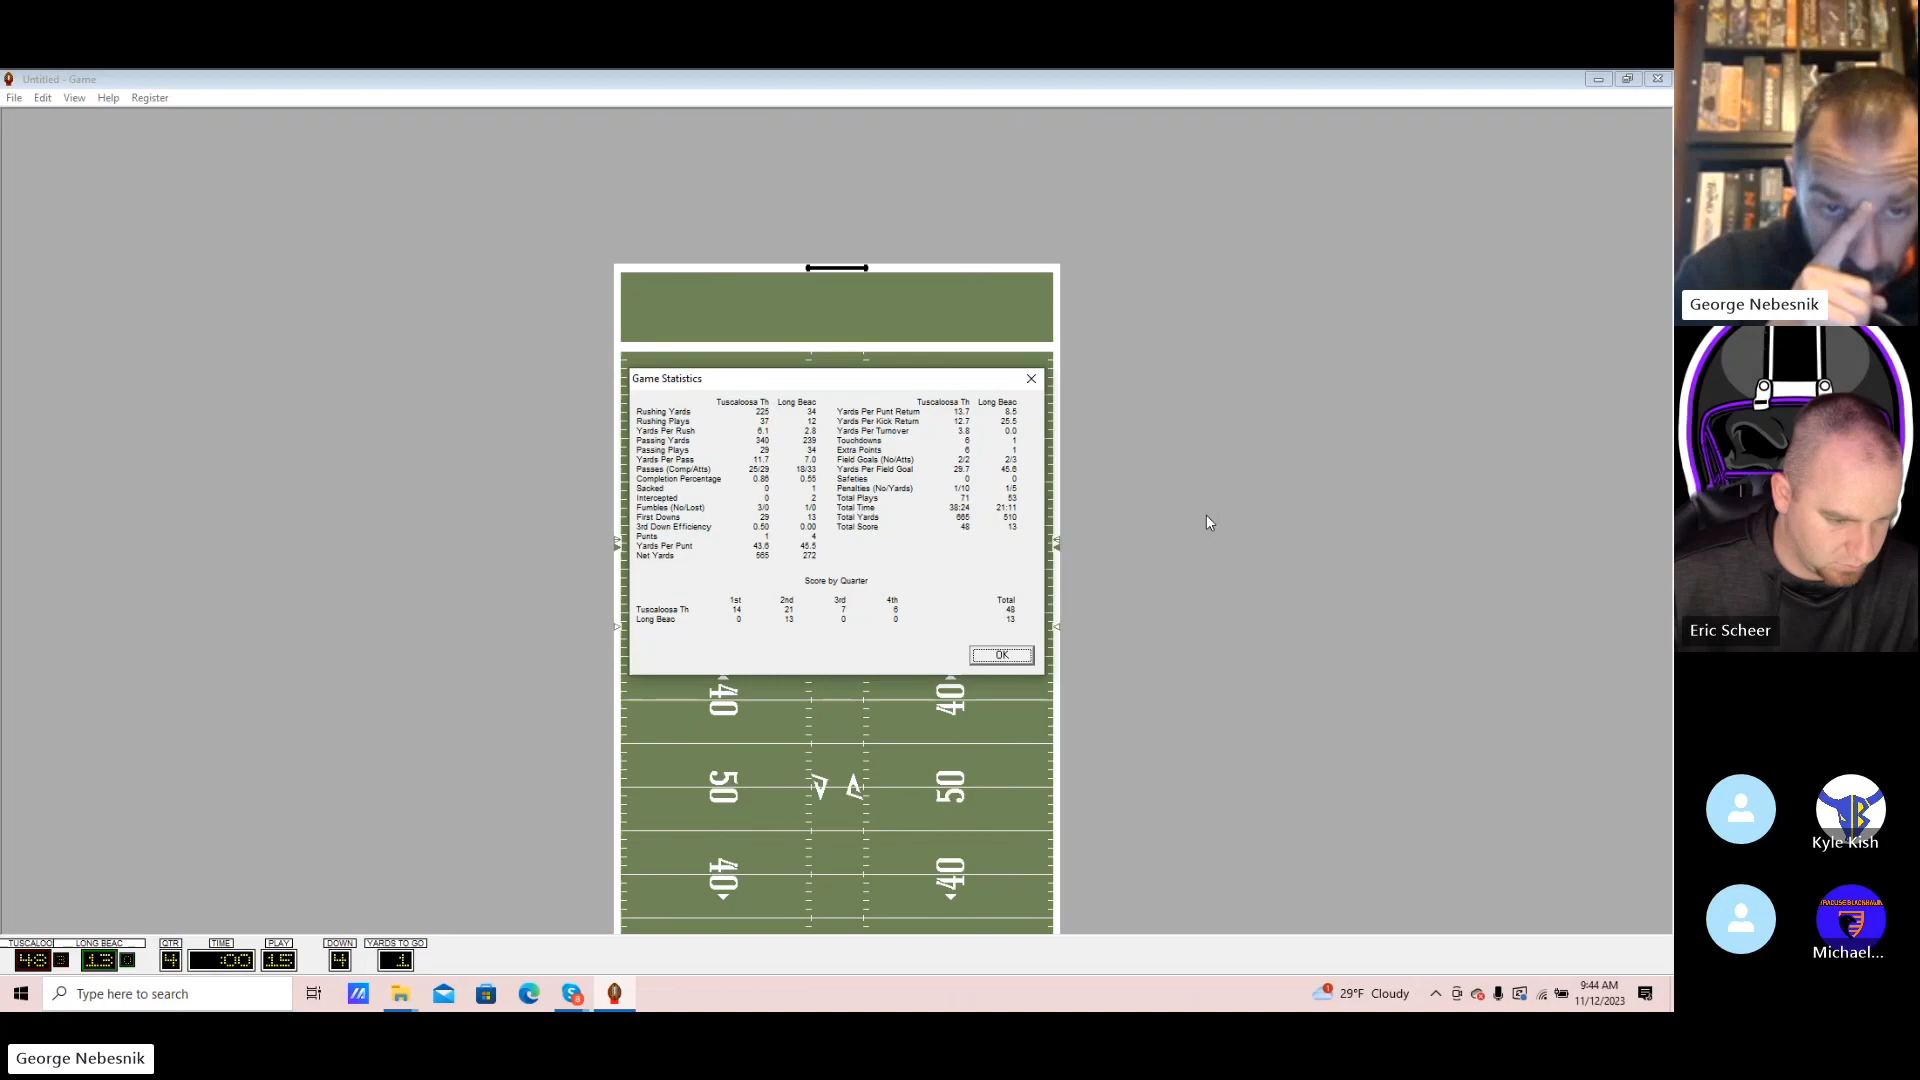 Untitled - Game
File Edit View Help Register
Game Statistics
Tuscaloosa Th Long Beac Tuscaloosa Th Long Beac
Rushing Yards 225 34 Yards Per Punt Return 13.7 8.5
Rushing Plays 37 12 Yards Per Kick Return 12.7 25.5
Yards Per Rush 6.1 2.8 Yards Per Turnover 3.8 0.0
Passing Yards 340 239 Touchdowns 6 1
Passing Plays 29 34 Extra Points 6 1
Yards Per Pass 11.7 7.0 Field Goals (No/Atts) 2/2 2/3
Passes (Comp/Atts) 25/29 18/33 Yards Per Field Goal 29.7 45.6
Completion Percentage 0.86 0.55 Safeties 0 0
Sacked 0 1 Penalties (No/Yards) 1/10 1/5
Intercepted 0 2 Total Plays 71 53
Fumbles (No/Lost) 3/0 1/0 Total Time 38:24 21:11
First Downs 29 13 Total Yards 665 510
3rd Down Efficiency 0.50 0.00 Total Score 48 13
Punts 1 4
Yards Per Punt 43.6 45.5
Net Yards 565 272
Score by Quarter
1st 2nd 3rd 4th Total
Tuscaloosa Th 14 21 7 6 48
Long Beac 0 13 0 0 13
OK
40 40
50 50
40 40
TUSCALOO LONG BEAC QTR TIME PLAY DOWN YARDS TO GO
48 3 13 0 4 :00 15 4 1
Type here to search
29°F Cloudy
9:44 AM
11/12/2023
George Nebesnik
Eric Scheer
Kyle Kish
Michael...
George Nebesnik